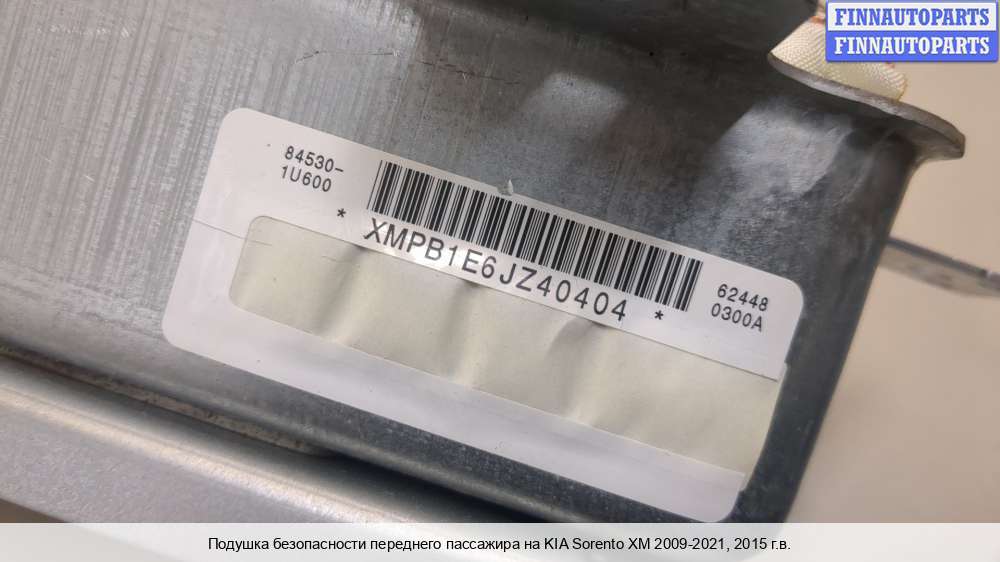 FINNAUTOPARTS
FINNAUTOPARTS
84530-
1U600
* XMPB1E6JZ40404 *
62448
0300A
Подушка безопасности переднего пассажира на KIA Sorento XM 2009-2021, 2015 г.в.